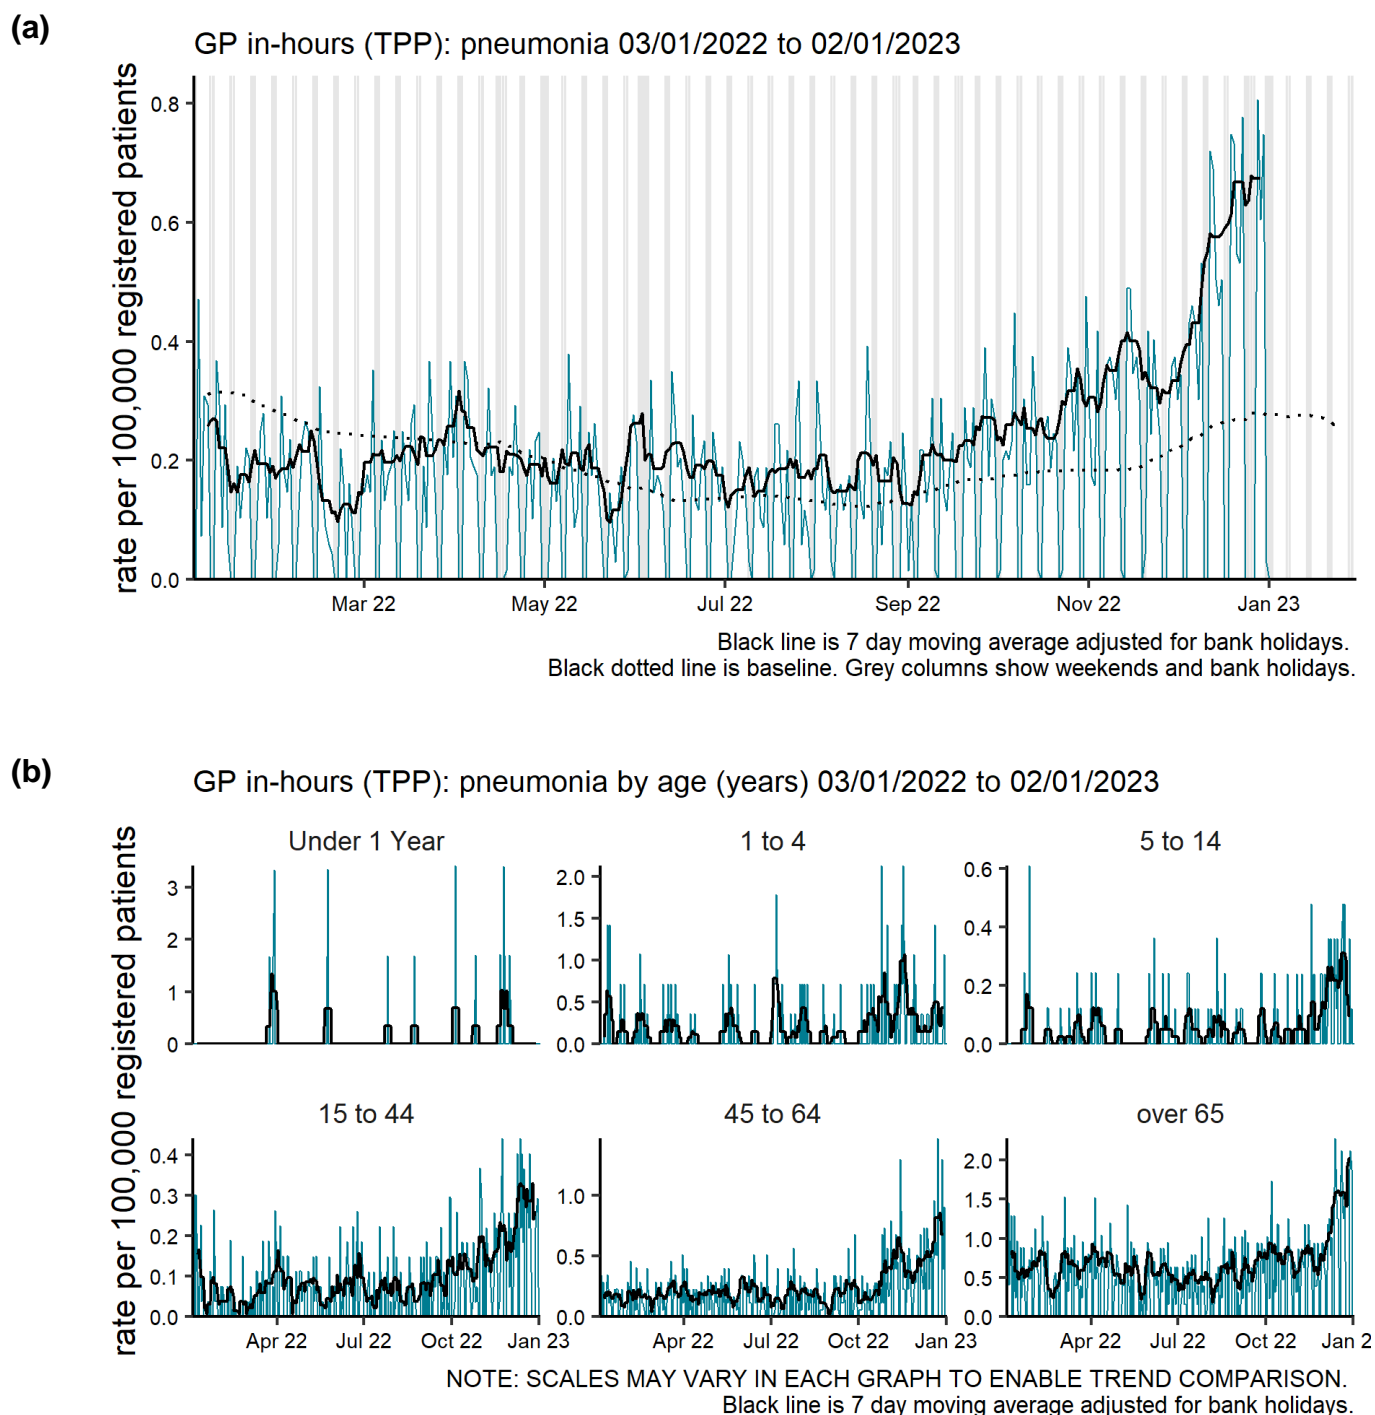 (a)
GP in-hours (TPP): pneumonia 03/01/2022 to 02/01/2023
rate per 100,000 registered patients
0.8
0.6
0.4
0.2
0.0
Mar 22 May 22 Jul 22 Sep 22 Nov 22 Jan 23
Black line is 7 day moving average adjusted for bank holidays.
Black dotted line is baseline. Grey columns show weekends and bank holidays.
(b)
GP in-hours (TPP): pneumonia by age (years) 03/01/2022 to 02/01/2023
rate per 100,000 registered patients
Under 1 Year
3
2
1
0
1 to 4
2.0
1.5
1.0
0.5
0.0
5 to 14
0.6
0.4
0.2
0.0
15 to 44
0.4
0.3
0.2
0.1
0.0
Apr 22 Jul 22 Oct 22 Jan 23
45 to 64
1.0
0.5
0.0
Apr 22 Jul 22 Oct 22 Jan 23
over 65
2.0
1.5
1.0
0.5
0.0
Apr 22 Jul 22 Oct 22 Jan 2
NOTE: SCALES MAY VARY IN EACH GRAPH TO ENABLE TREND COMPARISON.
Black line is 7 day moving average adjusted for bank holidays.